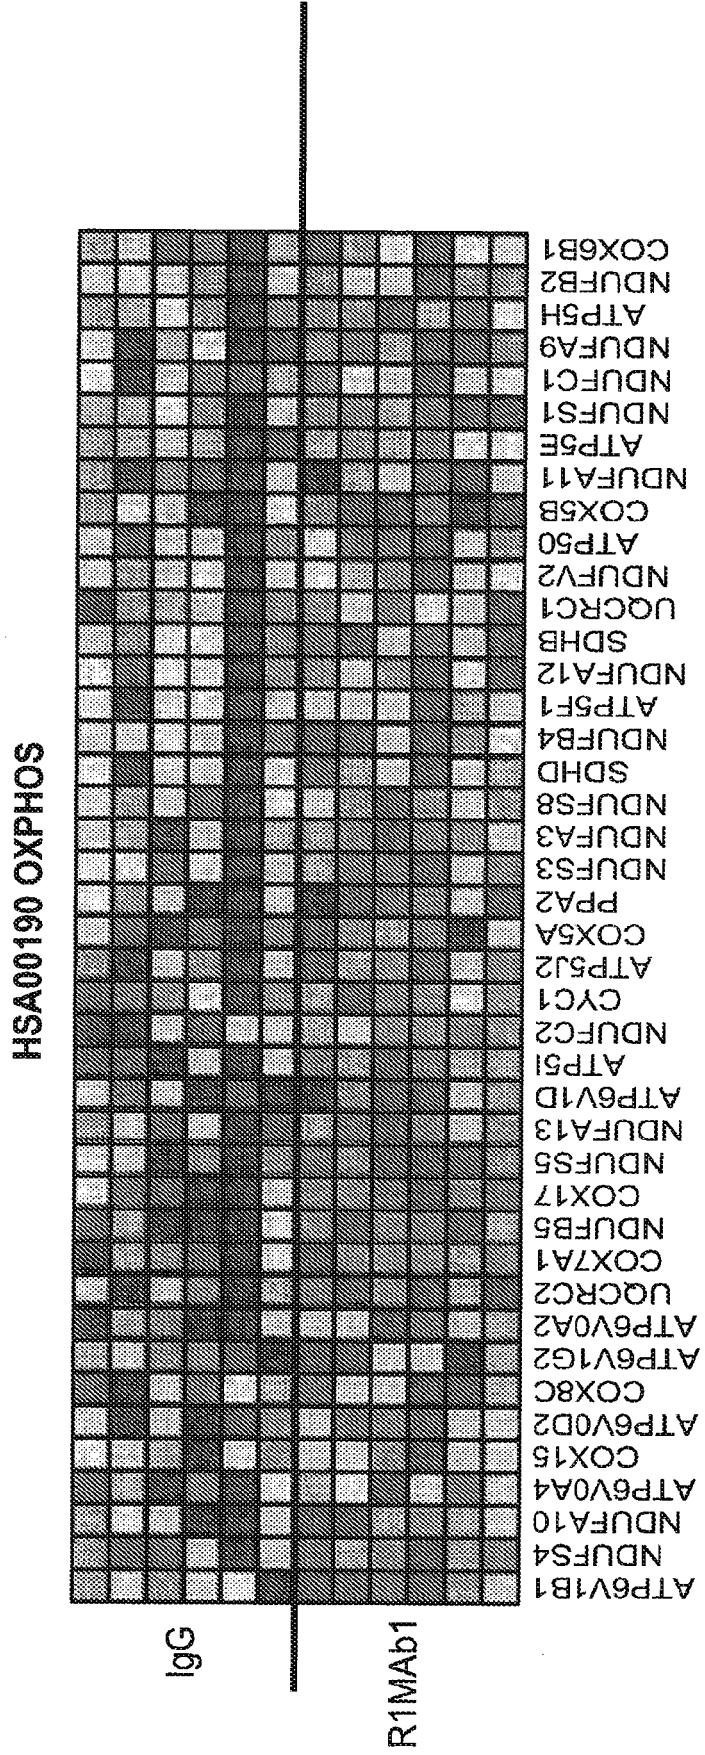 HSA00190 OXPHOS
IgG
R1MAb1
COX6B1
NDUFB2
ATP5H
NDUFA9
NDUFC1
NDUFS1
ATP5E
NDUFA11
COX5B
ATP50
NDUFV2
UQCRC1
SDHB
NDUFA12
ATP5F1
NDUFB4
SDHD
NDUFS8
NDUFA3
NDUFS3
PPA2
COX5A
ATP5J2
CYC1
NDUFC2
ATP5I
ATP6V1D
NDUFA13
NDUFS5
COX17
NDUFB5
COX7A1
UQCRC2
ATP6V0A2
ATP6V1G2
COX8C
ATP6V0D2
COX15
ATP6V0A4
NDUFA10
NDUFS4
ATP6V1B1